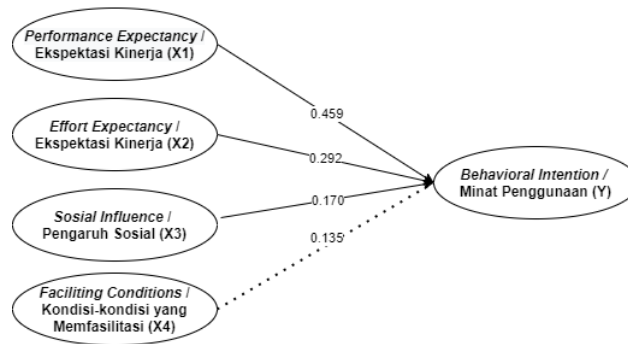 Performance Expectancy /
Ekspektasi Kinerja (X1)
0.459
Effort Expectancy /
Ekspektasi Kinerja (X2)
0.292
Behavioral Intention /
Minat Penggunaan (Y)
0.170
Sosial Influence /
Pengaruh Sosial (X3)
0.135
Faciliting Conditions /
Kondisi-kondisi yang
Memfasilitasi (X4)